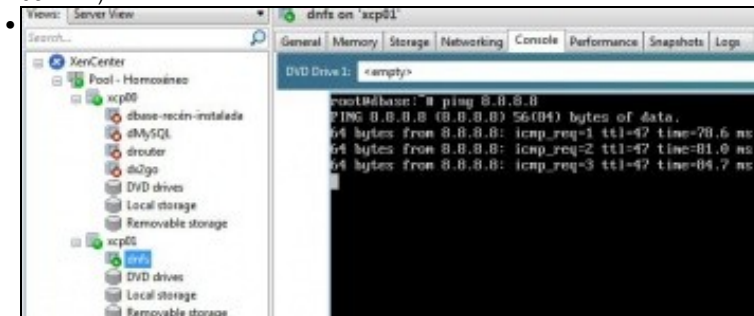 Views: Server View
Search...
XenCenter
Pool - Homoxéneo
xcp00
dbase-recén-instalada
dMySQL
drouter
dx2go
DVD drives
Local storage
Removable storage
xcp01
dnfs
DVD drives
Local storage
Removable storage
dnfs on 'xcp01'
General Memory Storage Networking Console Performance Snapshots Logs
DVD Drive 1: <empty>
root@dbase:~# ping 8.8.8.8
PING 8.8.8.8 (8.8.8.8) 56(84) bytes of data.
64 bytes from 8.8.8.8: icmp_req=1 ttl=47 time=78.6 ms
64 bytes from 8.8.8.8: icmp_req=2 ttl=47 time=81.0 ms
64 bytes from 8.8.8.8: icmp_req=3 ttl=47 time=84.7 ms